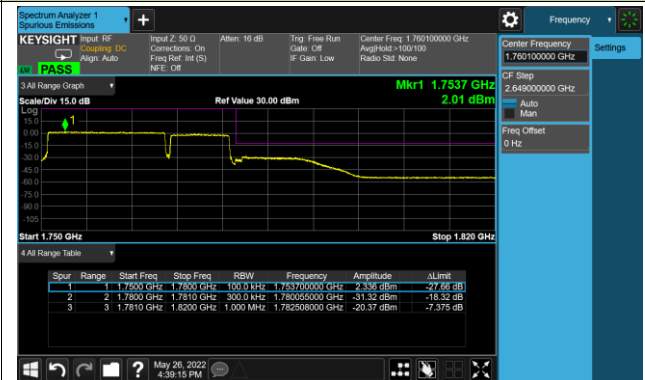 Spectrum Analyzer 1
Spurious Emissions
Frequency
KEYSIGHT Input: RF Input Z: 50 Ω Atten: 16 dB Trig: Free Run Center Freq: 1.760100000 GHz
Coupling: DC Corrections: On Gate: Off Avg|Hold:>100/100
Align: Auto Freq Ref: Int (S) IF Gain: Low Radio Std: None
NFE: Off
PASS
Center Frequency
1.760100000 GHz
Settings
CF Step
2.649000000 GHz
Auto
Man
Freq Offset
0 Hz
3 All Range Graph
Mkr1 1.7537 GHz
Scale/Div 15.0 dB Ref Value 30.00 dBm 2.01 dBm
Log
15.0
0.00
-15.0
-30.0
-45.0
-60.0
-75.0
-90.0
-105
1
Start 1.750 GHz Stop 1.820 GHz
4 All Range Table
Spur Range Start Freq Stop Freq RBW Frequency Amplitude ΔLimit
1 1 1.7500 GHz 1.7800 GHz 100.0 kHz 1.753700000 GHz 2.336 dBm -27.66 dB
2 2 1.7800 GHz 1.7810 GHz 300.0 kHz 1.780055000 GHz -31.32 dBm -18.32 dB
3 3 1.7810 GHz 1.8200 GHz 1.000 MHz 1.782508000 GHz -20.37 dBm -7.375 dB
May 26, 2022
4:39:15 PM